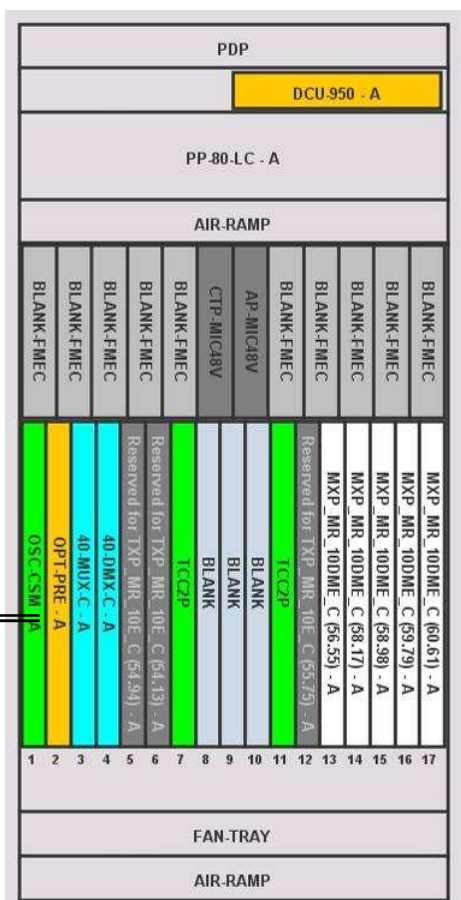 PDP
DCU-950 - A
PP-80-LC - A
AIR-RAMP
BLANK-FMEC
BLANK-FMEC
BLANK-FMEC
BLANK-FMEC
BLANK-FMEC
CTP-MIC48V
AP-MIC48V
BLANK-FMEC
BLANK-FMEC
BLANK-FMEC
BLANK-FMEC
BLANK-FMEC
OSC-CSM - A
OPT-PRE - A
40-MUX-C - A
40-DMX-C - A
Reserved for TXP_MR_10E_C (54.94) - A
Reserved for TXP_MR_10E_C (54.13) - A
TCC2P
BLANK
BLANK
BLANK
TCC2P
Reserved for TXP_MR_10E_C (55.75) - A
MXP_MR_10DME_C (56.55) - A
MXP_MR_10DME_C (58.17) - A
MXP_MR_10DME_C (58.98) - A
MXP_MR_10DME_C (59.79) - A
MXP_MR_10DME_C (60.61) - A
1 2 3 4 5 6 7 8 9 10 11 12 13 14 15 16 17
FAN-TRAY
AIR-RAMP